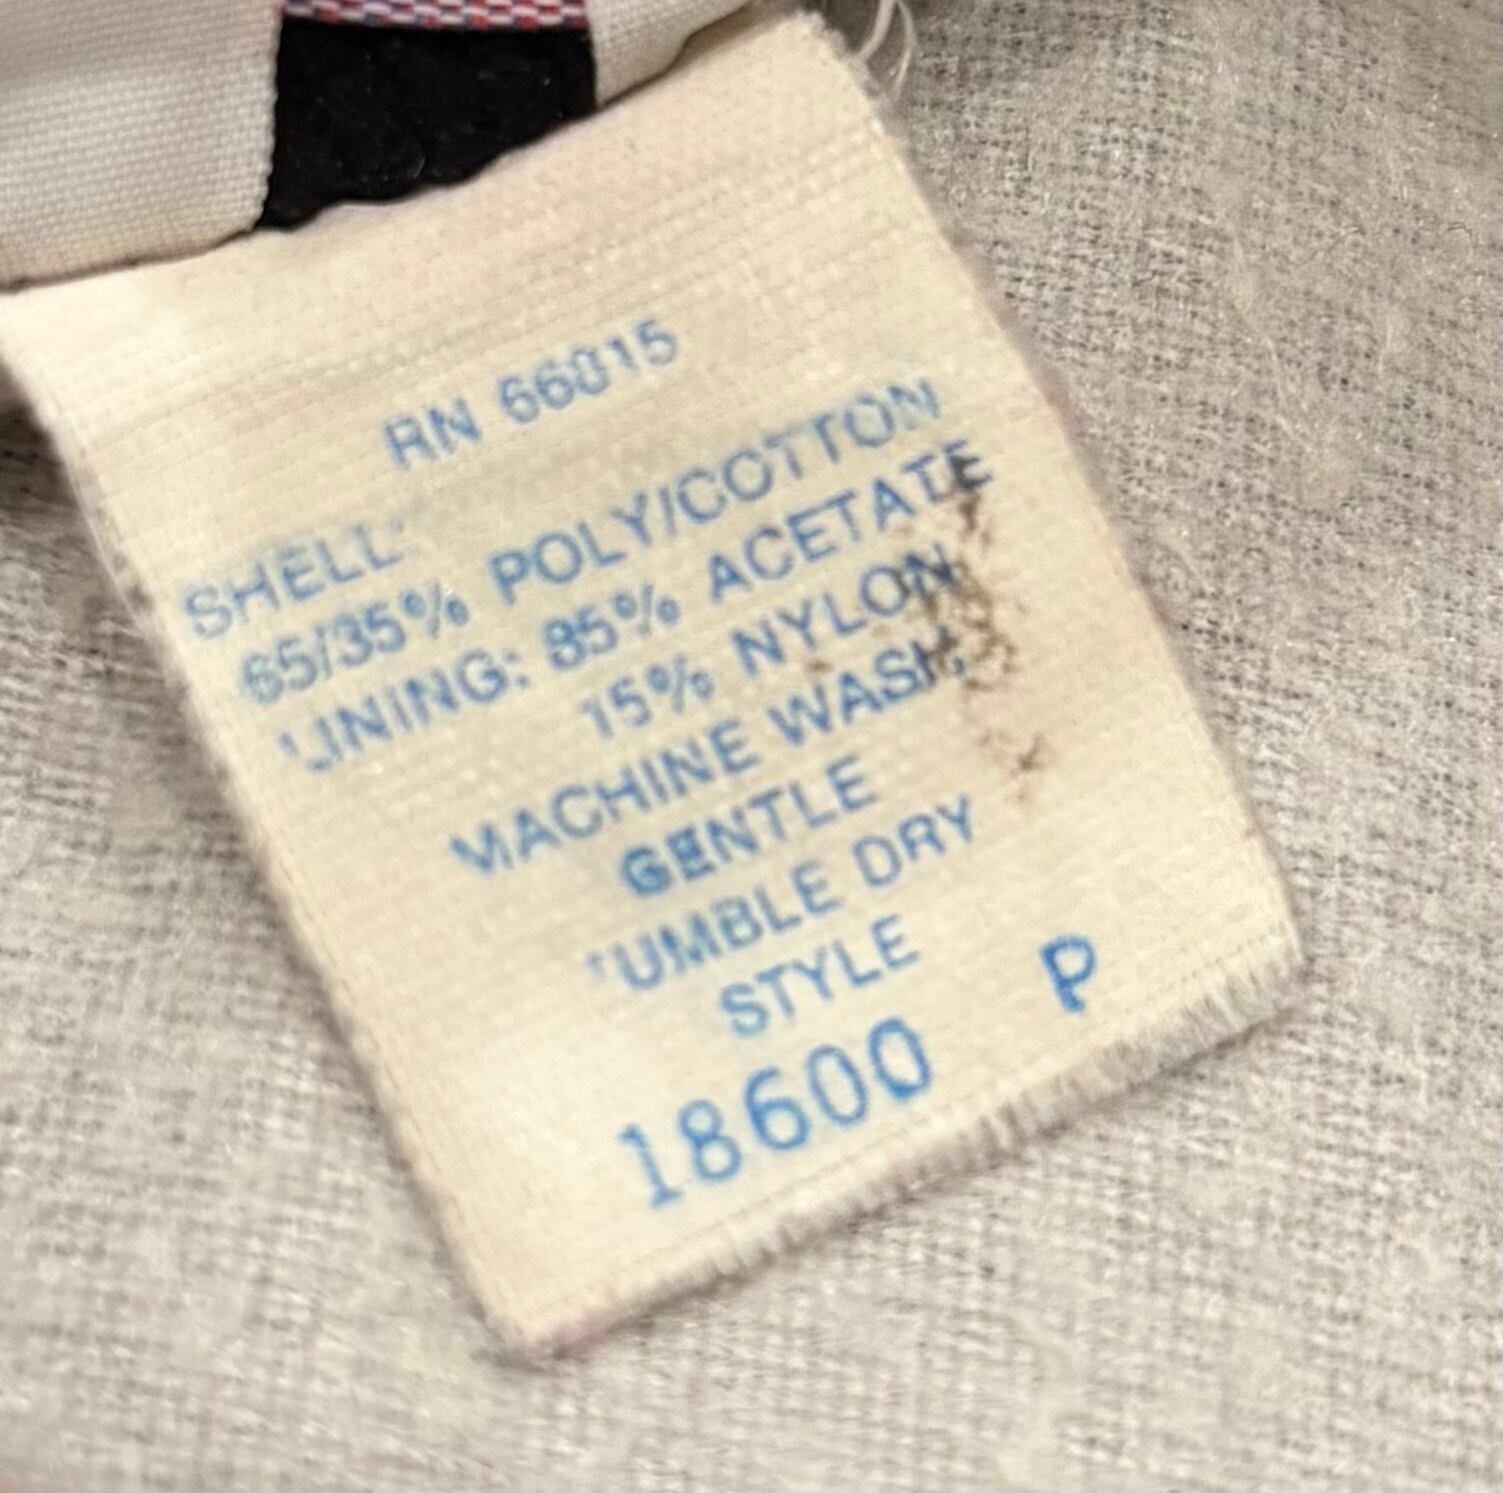 RN 66015
SHELL:
65/35% POLY/COTTON
LINING: 85% ACETATE
15% NYLON
MACHINE WASH,
GENTLE
TUMBLE DRY
STYLE
P
18600